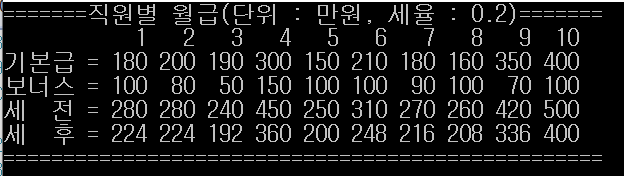 =======직원별 월급(단위 : 만원, 세율 : 0.2)=======
1 2 3 4 5 6 7 8 9 10
기본급 = 180 200 190 300 150 210 180 160 350 400
보너스 = 100 80 50 150 100 100 90 100 70 100
세 전 = 280 280 240 450 250 310 270 260 420 500
세 후 = 224 224 192 360 200 248 216 208 336 400
==================================================